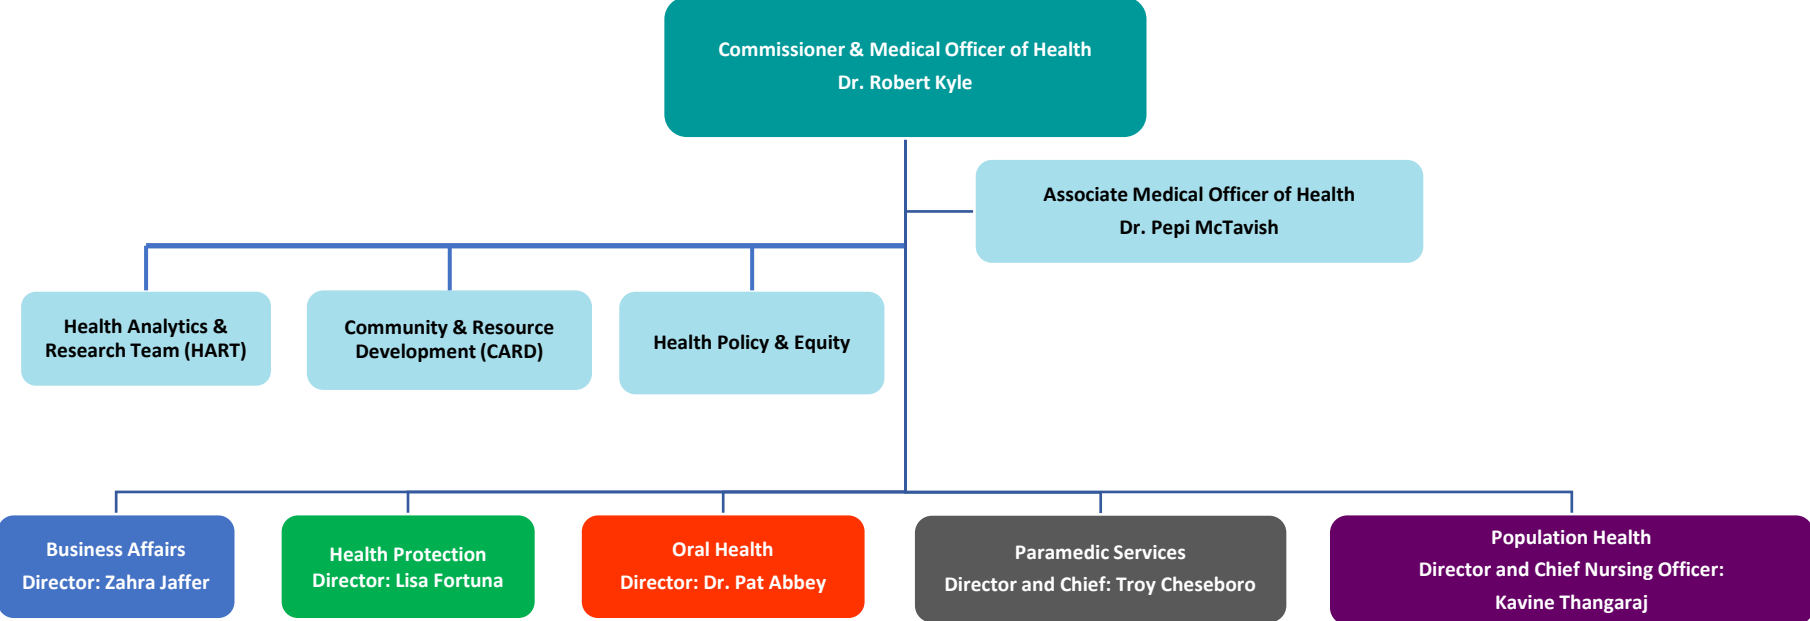 Commissioner & Medical Officer of Health
Dr. Robert Kyle
Associate Medical Officer of Health
Dr. Pepi McTavish
Health Analytics &
Research Team (HART)
Community & Resource
Development (CARD)
Health Policy & Equity
Business Affairs
Director: Zahra Jaffer
Health Protection
Director: Lisa Fortuna
Oral Health
Director: Dr. Pat Abbey
Paramedic Services
Director and Chief: Troy Cheseboro
Population Health
Director and Chief Nursing Officer:
Kavine Thangaraj